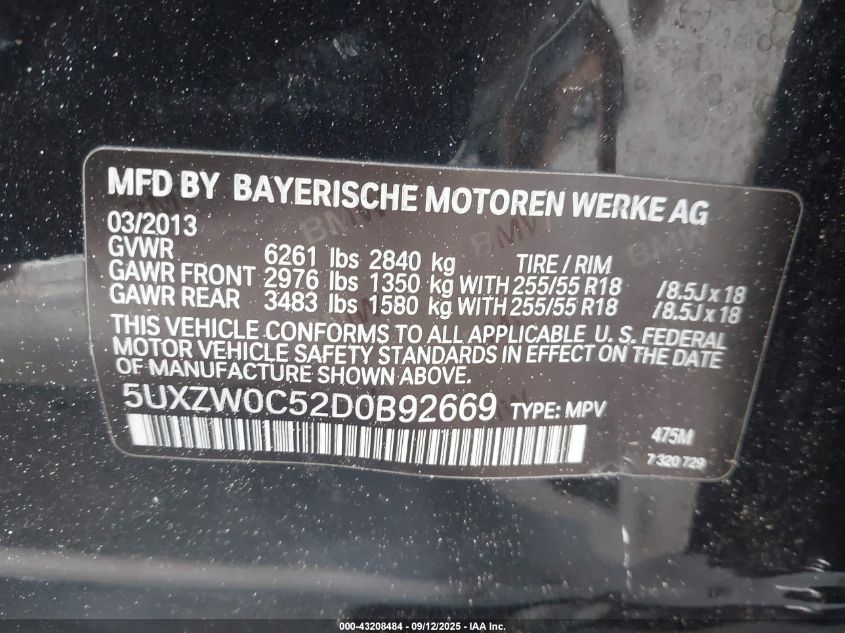 MFD BY BAYERISCHE MOTOREN WERKE AG
03/2013
GVWR 6261 lbs 2840 kg TIRE / RIM
GAWR FRONT 2976 lbs 1350 kg WITH 255/55 R18 / 8.5J x 18
GAWR REAR 3483 lbs 1580 kg WITH 255/55 R18 / 8.5J x 18
THIS VEHICLE CONFORMS TO ALL APPLICABLE U. S. FEDERAL
MOTOR VEHICLE SAFETY STANDARDS IN EFFECT ON THE DATE
OF MANUFACTURE SHOWN ABOVE.
5UXZW0C52D0B92669 TYPE: MPV
475M
7 320 729
000-43208484 - 09/12/2025 - IAA Inc.